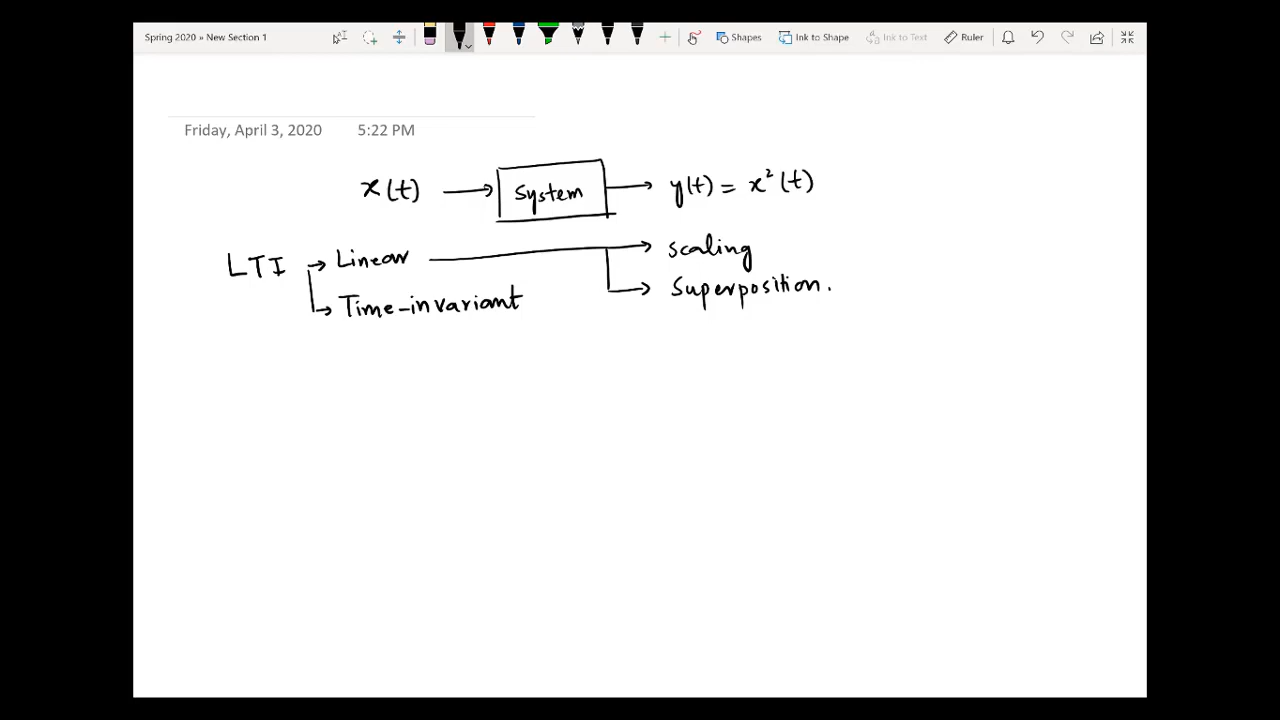 Spring 2020 » New Section 1
Shapes Ink to Shape Ink to Text Ruler
Friday, April 3, 2020 5:22 PM
x(t) → System → y(t) = x²(t)
LTI → Linear → scaling
→ Time-invariant → Superposition.